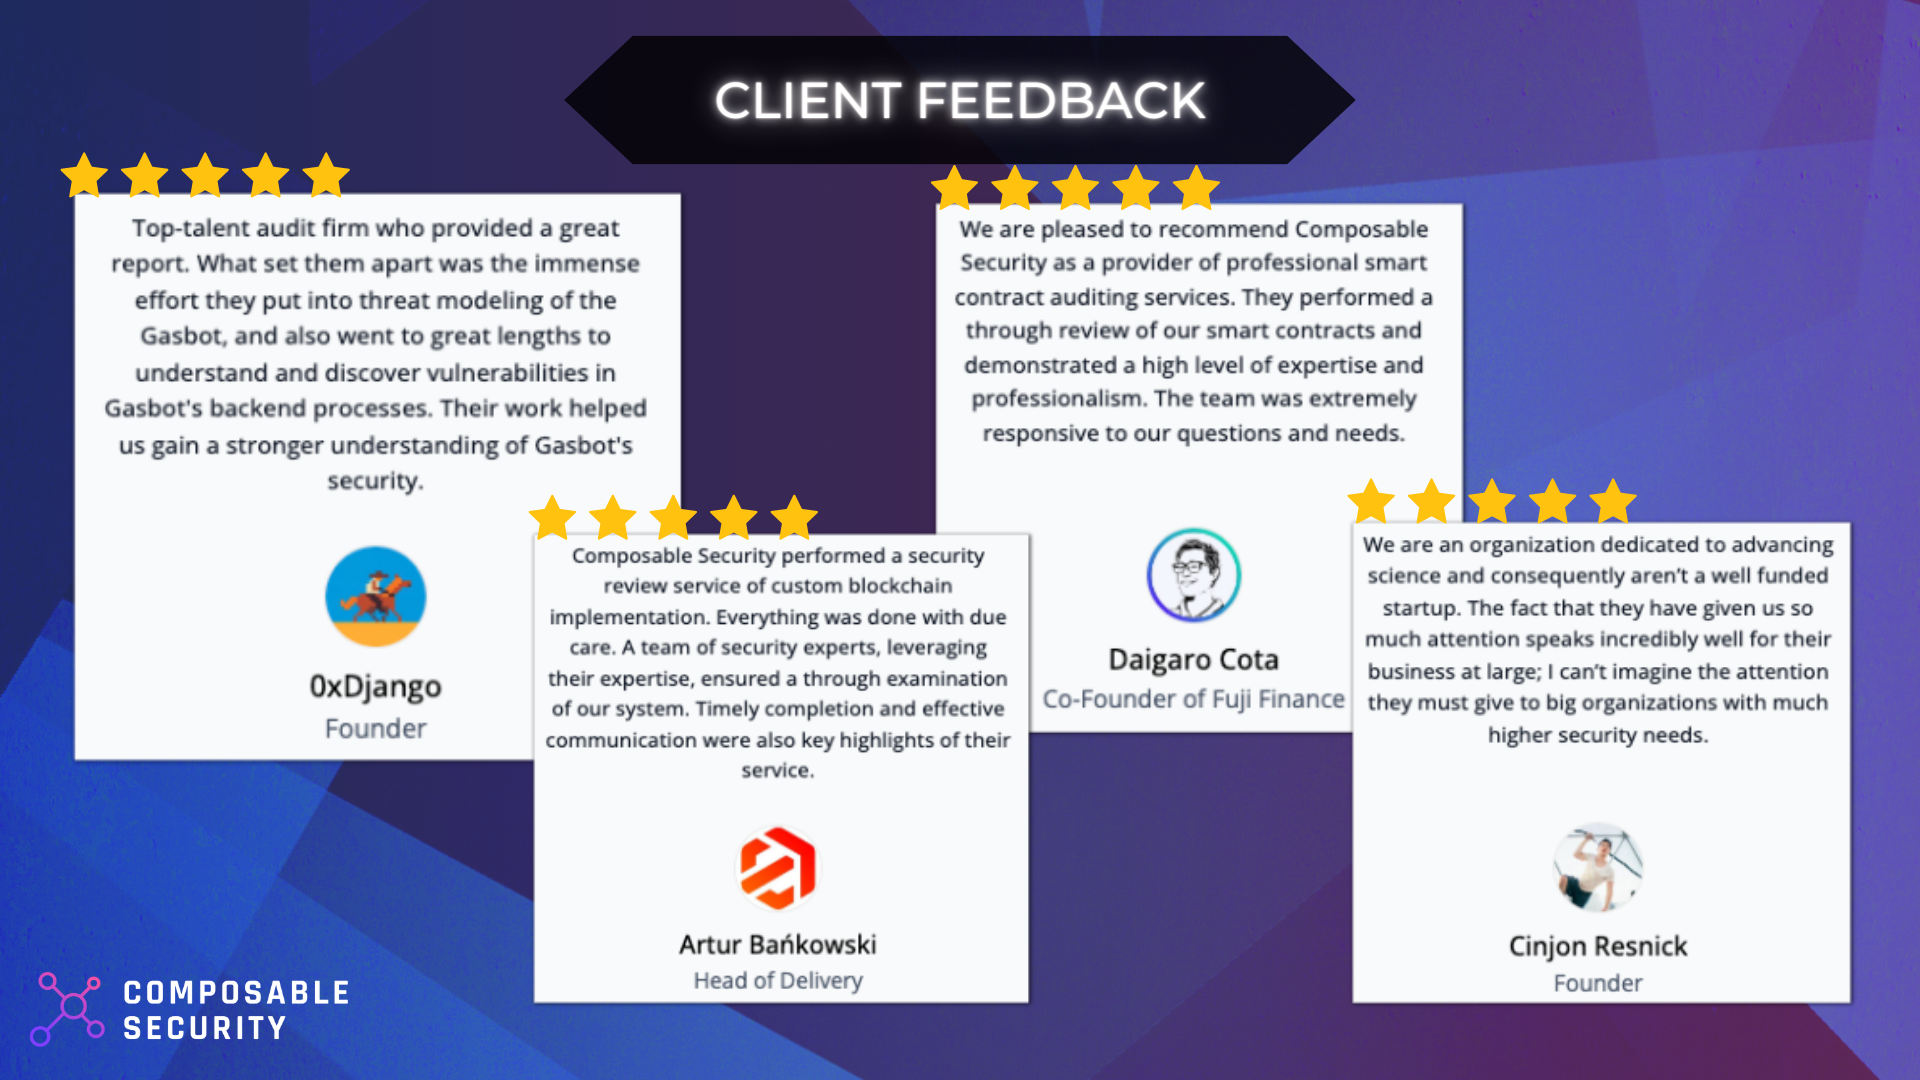 CLIENT FEEDBACK
Top-talent audit firm who provided a great
report. What set them apart was the immense
effort they put into threat modeling of the
Gasbot, and also went to great lengths to
understand and discover vulnerabilities in
Gasbot's backend processes. Their work helped
us gain a stronger understanding of Gasbot's
security.
0xDjango
Founder
Composable Security performed a security
review service of custom blockchain
implementation. Everything was done with due
care. A team of security experts, leveraging
their expertise, ensured a through examination
of our system. Timely completion and effective
communication were also key highlights of their
service.
Artur Bańkowski
Head of Delivery
We are pleased to recommend Composable
Security as a provider of professional smart
contract auditing services. They performed a
through review of our smart contracts and
demonstrated a high level of expertise and
professionalism. The team was extremely
responsive to our questions and needs.
Daigaro Cota
Co-Founder of Fuji Finance
We are an organization dedicated to advancing
science and consequently aren't a well funded
startup. The fact that they have given us so
much attention speaks incredibly well for their
business at large; I can't imagine the attention
they must give to big organizations with much
higher security needs.
Cinjon Resnick
Founder
COMPOSABLE
SECURITY